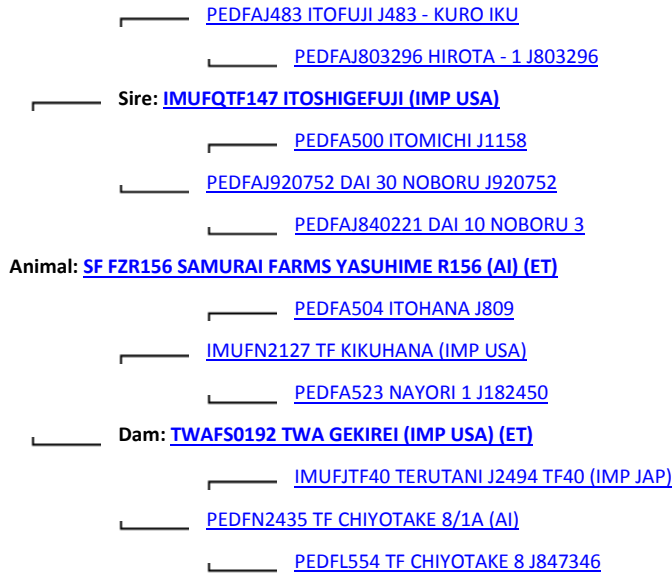 PEDFAJ483 ITOFUJI J483 - KURO IKU
PEDFAJ803296 HIROTA - 1 J803296
Sire: IMUFQTF147 ITOSHIGEFUJI (IMP USA)
PEDFA500 ITOMICHI J1158
PEDFAJ920752 DAI 30 NOBORU J920752
PEDFAJ840221 DAI 10 NOBORU 3
Animal: SF FZR156 SAMURAI FARMS YASUHIME R156 (AI) (ET)
PEDFA504 ITOHANA J809
IMUFN2127 TF KIKUHANA (IMP USA)
PEDFA523 NAYORI 1 J182450
Dam: TWAFS0192 TWA GEKIREI (IMP USA) (ET)
IMUFJTF40 TERUTANI J2494 TF40 (IMP JAP)
PEDFN2435 TF CHIYOTAKE 8/1A (AI)
PEDFL554 TF CHIYOTAKE 8 J847346